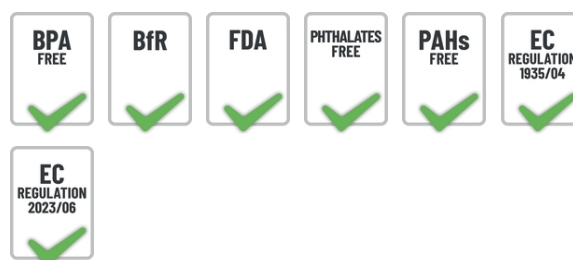 BPA
FREE
BfR
FDA
PHTHALATES
FREE
PAHs
FREE
EC
REGULATION
1935/04
EC
REGULATION
2023/06